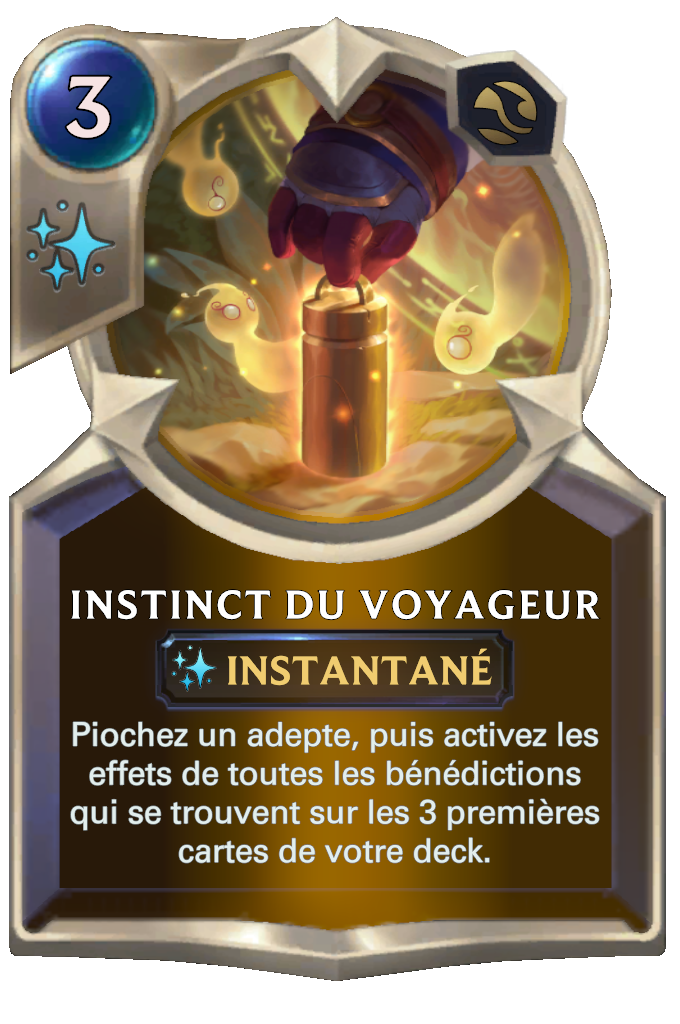 3
INSTINCT DU VOYAGEUR
INSTANTANÉ
Piochez un adepte, puis activez les
effets de toutes les bénédictions
qui se trouvent sur les 3 premières
cartes de votre deck.